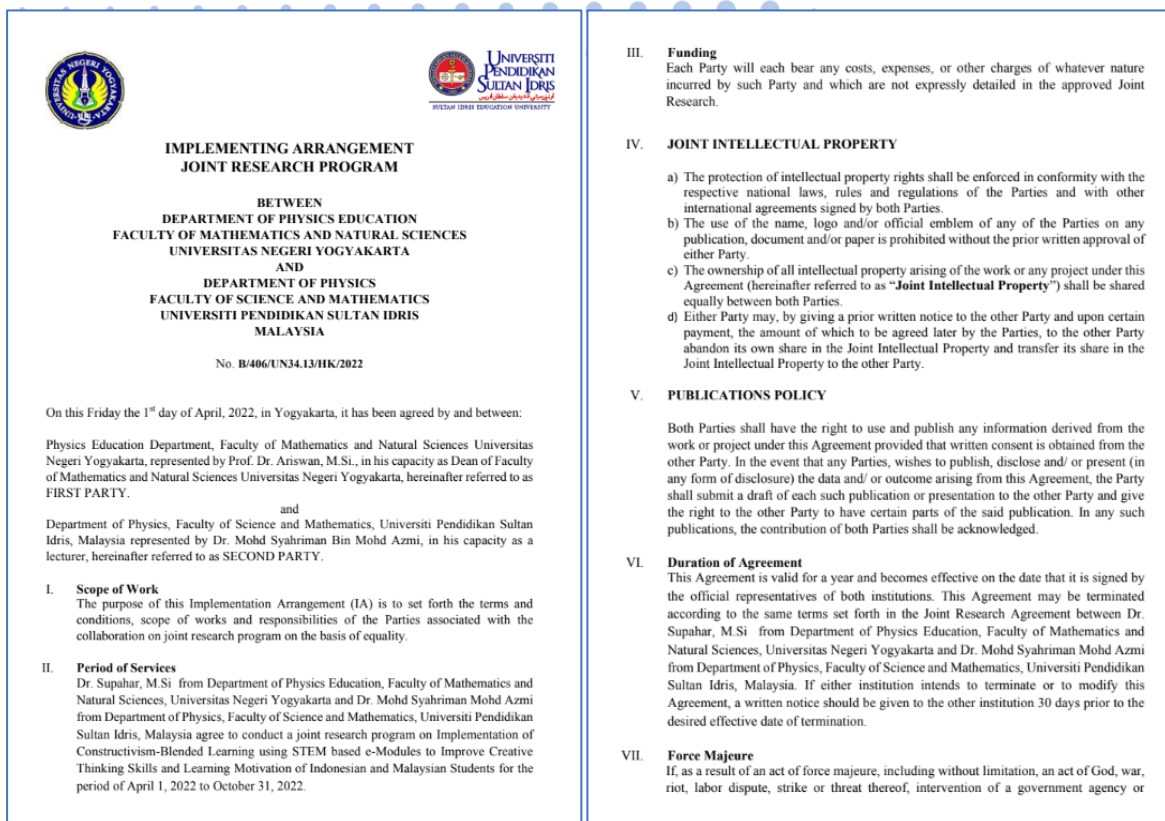 UNIVERSITAS NEGERI YOGYAKARTA
UNIVERSITI
PENDIDIKAN
SULTAN IDRIS
SULTAN IDRIS EDUCATION UNIVERSITY
IMPLEMENTING ARRANGEMENT
JOINT RESEARCH PROGRAM
BETWEEN
DEPARTMENT OF PHYSICS EDUCATION
FACULTY OF MATHEMATICS AND NATURAL SCIENCES
UNIVERSITAS NEGERI YOGYAKARTA
AND
DEPARTMENT OF PHYSICS
FACULTY OF SCIENCE AND MATHEMATICS
UNIVERSITI PENDIDIKAN SULTAN IDRIS
MALAYSIA
No. B/406/UN34.13/HK/2022
On this Friday the 1st day of April, 2022, in Yogyakarta, it has been agreed by and between:
Physics Education Department, Faculty of Mathematics and Natural Sciences Universitas
Negeri Yogyakarta, represented by Prof. Dr. Ariswan, M.Si., in his capacity as Dean of Faculty
of Mathematics and Natural Sciences Universitas Negeri Yogyakarta, hereinafter referred to as
FIRST PARTY.
and
Department of Physics, Faculty of Science and Mathematics, Universiti Pendidikan Sultan
Idris, Malaysia represented by Dr. Mohd Syahriman Bin Mohd Azmi, in his capacity as a
lecturer, hereinafter referred to as SECOND PARTY.
I. Scope of Work
The purpose of this Implementation Arrangement (IA) is to set forth the terms and
conditions, scope of works and responsibilities of the Parties associated with the
collaboration on joint research program on the basis of equality.
II. Period of Services
Dr. Supahar, M.Si from Department of Physics Education, Faculty of Mathematics and
Natural Sciences, Universitas Negeri Yogyakarta and Dr. Mohd Syahriman Mohd Azmi
from Department of Physics, Faculty of Science and Mathematics, Universiti Pendidikan
Sultan Idris, Malaysia agree to conduct a joint research program on Implementation of
Constructivism-Blended Learning using STEM based e-Modules to Improve Creative
Thinking Skills and Learning Motivation of Indonesian and Malaysian Students for the
period of April 1, 2022 to October 31, 2022.
III. Funding
Each Party will each bear any costs, expenses, or other charges of whatever nature
incurred by such Party and which are not expressly detailed in the approved Joint
Research.
IV. JOINT INTELLECTUAL PROPERTY
a) The protection of intellectual property rights shall be enforced in conformity with the
respective national laws, rules and regulations of the Parties and with other
international agreements signed by both Parties.
b) The use of the name, logo and/or official emblem of any of the Parties on any
publication, document and/or paper is prohibited without the prior written approval of
either Party.
c) The ownership of all intellectual property arising of the work or any project under this
Agreement (hereinafter referred to as “Joint Intellectual Property”) shall be shared
equally between both Parties.
d) Either Party may, by giving a prior written notice to the other Party and upon certain
payment, the amount of which to be agreed later by the Parties, to the other Party
abandon its own share in the Joint Intellectual Property and transfer its share in the
Joint Intellectual Property to the other Party.
V. PUBLICATIONS POLICY
Both Parties shall have the right to use and publish any information derived from the
work or project under this Agreement provided that written consent is obtained from the
other Party. In the event that any Parties, wishes to publish, disclose and/ or present (in
any form of disclosure) the data and/ or outcome arising from this Agreement, the Party
shall submit a draft of each such publication or presentation to the other Party and give
the right to the other Party to have certain parts of the said publication. In any such
publications, the contribution of both Parties shall be acknowledged.
VI. Duration of Agreement
This Agreement is valid for a year and becomes effective on the date that it is signed by
the official representatives of both institutions. This Agreement may be terminated
according to the same terms set forth in the Joint Research Agreement between Dr.
Supahar, M.Si from Department of Physics Education, Faculty of Mathematics and
Natural Sciences, Universitas Negeri Yogyakarta and Dr. Mohd Syahriman Mohd Azmi
from Department of Physics, Faculty of Science and Mathematics, Universiti Pendidikan
Sultan Idris, Malaysia. If either institution intends to terminate or to modify this
Agreement, a written notice should be given to the other institution 30 days prior to the
desired effective date of termination.
VII. Force Majeure
If, as a result of an act of force majeure, including without limitation, an act of God, war,
riot, labor dispute, strike or threat thereof, intervention of a government agency or